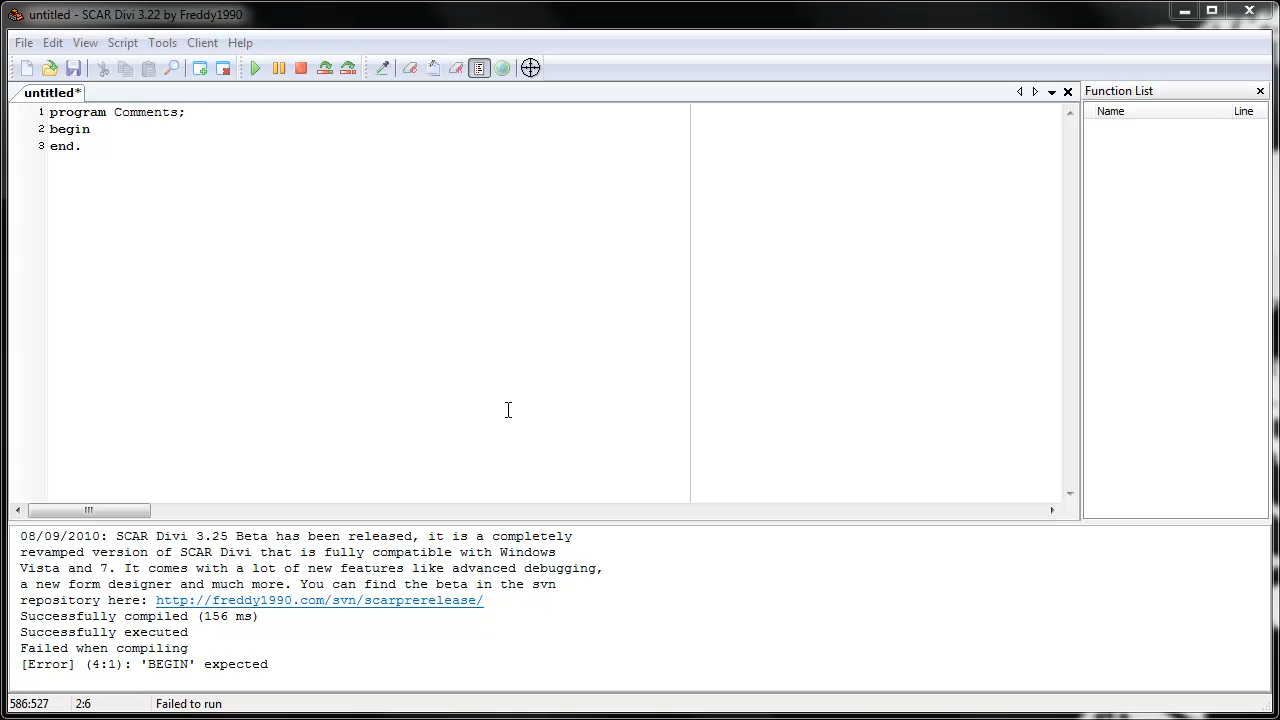 untitled - SCAR Divi 3.22 by Freddy1990
File Edit View Script Tools Client Help
untitled*
Function List
Name Line
1 program Comments;
2 begin
3 end.
08/09/2010: SCAR Divi 3.25 Beta has been released, it is a completely
revamped version of SCAR Divi that is fully compatible with Windows
Vista and 7. It comes with a lot of new features like advanced debugging,
a new form designer and much more. You can find the beta in the svn
repository here: http://freddy1990.com/svn/scarprerelease/
Successfully compiled (156 ms)
Successfully executed
Failed when compiling
[Error] (4:1): 'BEGIN' expected
586:527 2:6 Failed to run